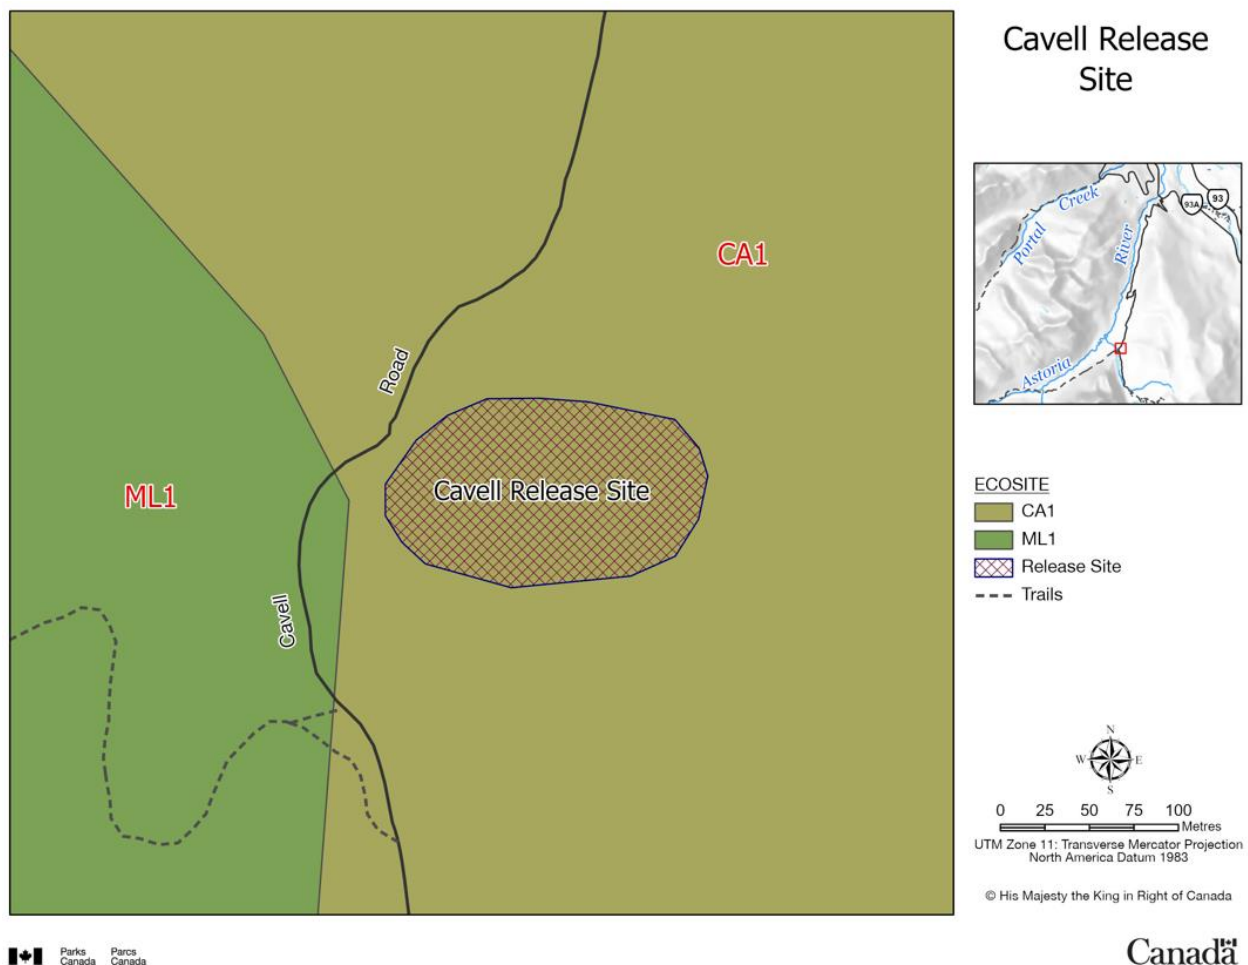 Cavell Release
Site
CA1
Road
Cavell Release Site
ML1
Cavell
Portal
Creek
River
Astoria
93A
93
ECOSITE
CA1
ML1
Release Site
Trails
N
W E
S
0 25 50 75 100
Metres
UTM Zone 11: Transverse Mercator Projection
North America Datum 1983
© His Majesty the King in Right of Canada
Parks Parcs
Canada Canada
Canada